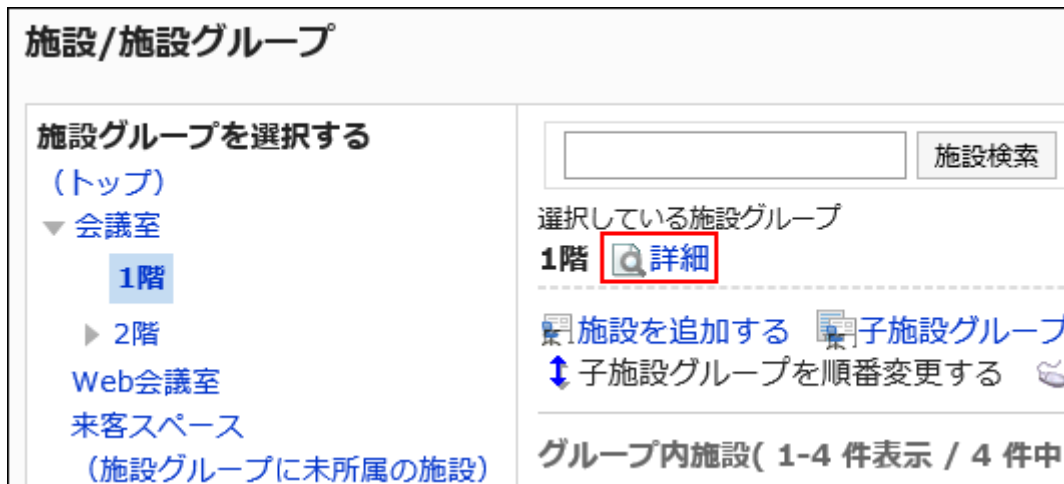 施設/施設グループ
施設グループを選択する
(トップ)
会議室
1階
2階
Web会議室
来客スペース
(施設グループに未所属の施設)
施設検索
選択している施設グループ
1階 詳細
施設を追加する 子施設グループ
子施設グループを順番変更する
グループ内施設( 1-4 件表示 / 4 件中